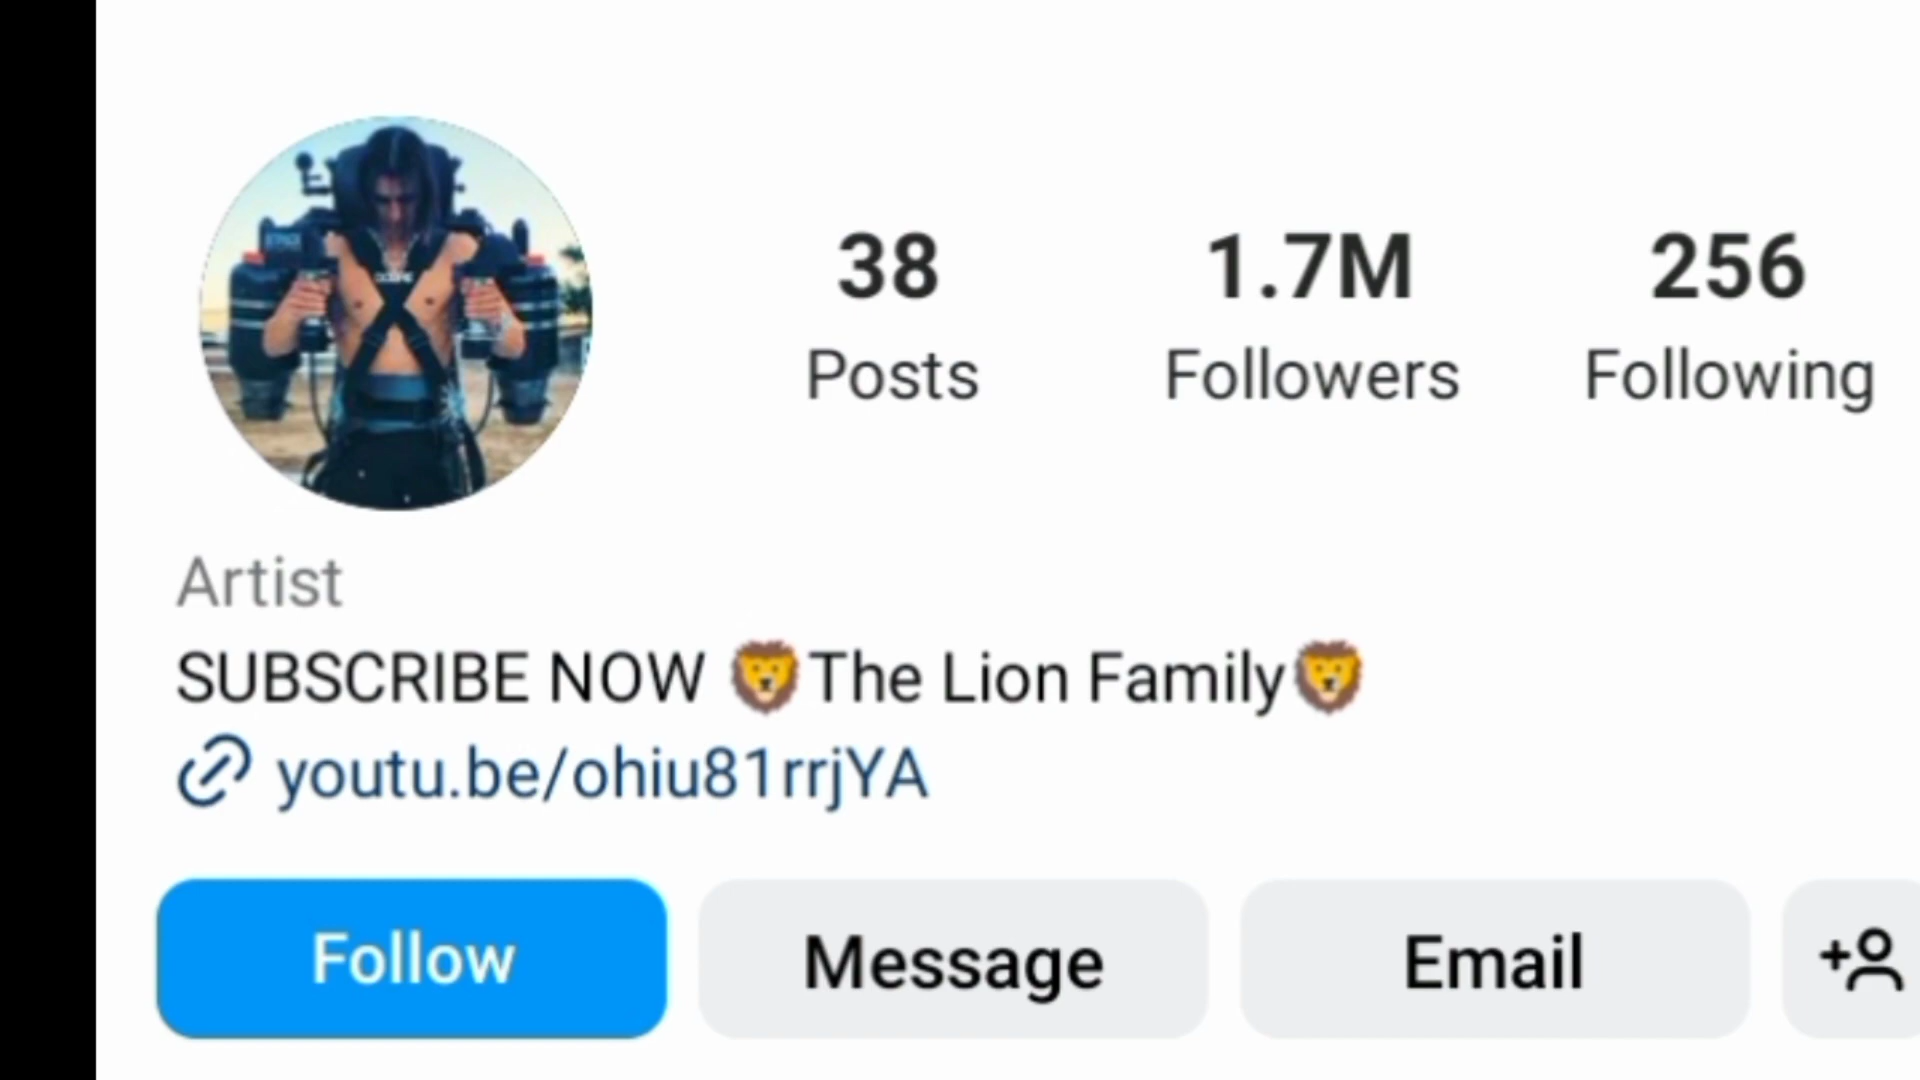 38 1.7M 256
Posts Followers Following
Artist
SUBSCRIBE NOW 🦁The Lion Family🦁
youtu.be/ohiu81rrjYA
Follow Message Email